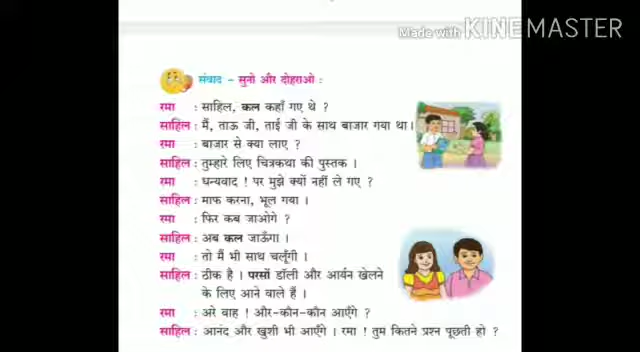 Made with KINEMASTER
संवाद – सुनो और दोहराओ :
रमा : साहिल, कल कहाँ गए थे ?
साहिल : मैं, ताऊ जी, ताई जी के साथ बाजार गया था।
रमा : बाजार से क्या लाए ?
साहिल : तुम्हारे लिए चित्रकथा की पुस्तक ।
रमा : धन्यवाद ! पर मुझे क्यों नहीं ले गए ?
साहिल : माफ करना, भूल गया ।
रमा : फिर कब जाओगे ?
साहिल : अब कल जाऊँगा ।
रमा : तो मैं भी साथ चलूँगी ।
साहिल : ठीक है । परसों डॉली और आर्यन खेलने
के लिए आने वाले हैं ।
रमा : अरे वाह ! और-कौन-कौन आएँगे ?
साहिल : आनंद और खुशी भी आएँगे । रमा ! तुम कितने प्रश्न पूछती हो ?